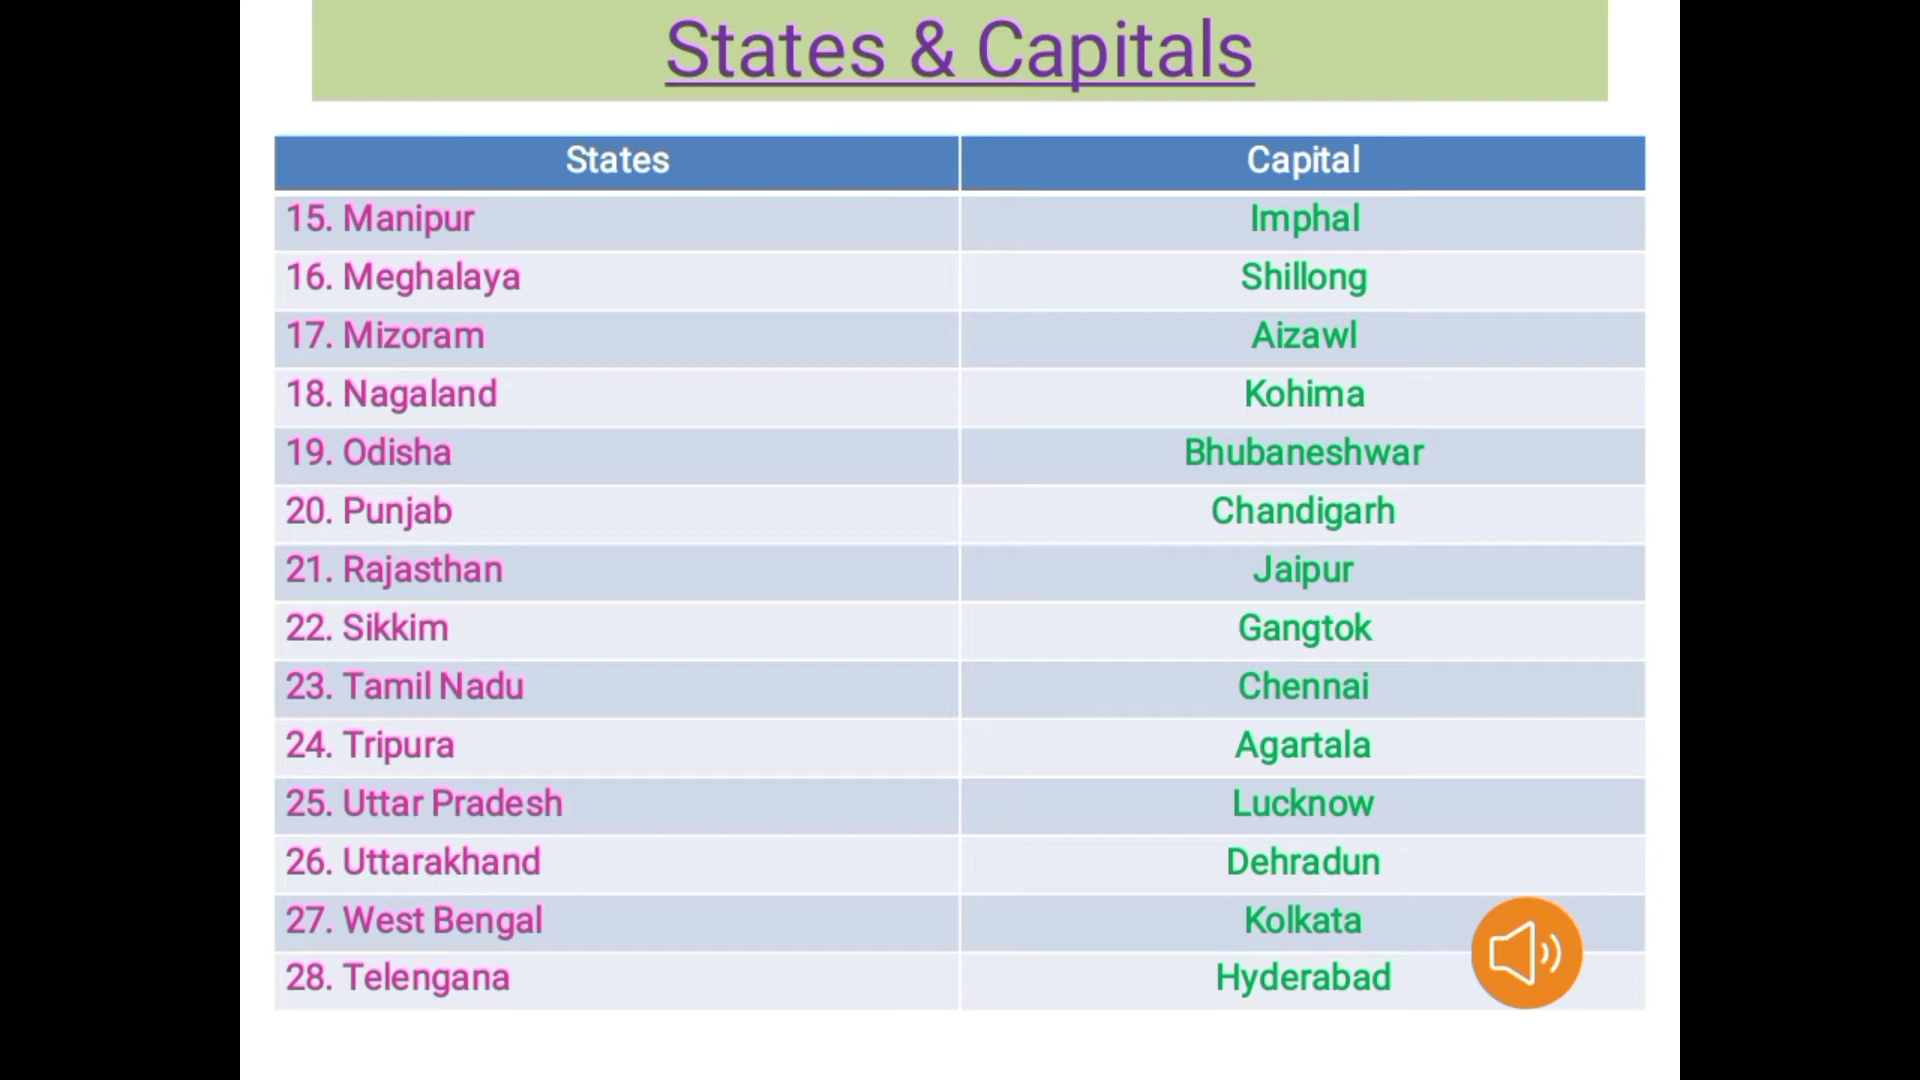 States & Capitals
States Capital
15. Manipur Imphal
16. Meghalaya Shillong
17. Mizoram Aizawl
18. Nagaland Kohima
19. Odisha Bhubaneshwar
20. Punjab Chandigarh
21. Rajasthan Jaipur
22. Sikkim Gangtok
23. Tamil Nadu Chennai
24. Tripura Agartala
25. Uttar Pradesh Lucknow
26. Uttarakhand Dehradun
27. West Bengal Kolkata
28. Telengana Hyderabad